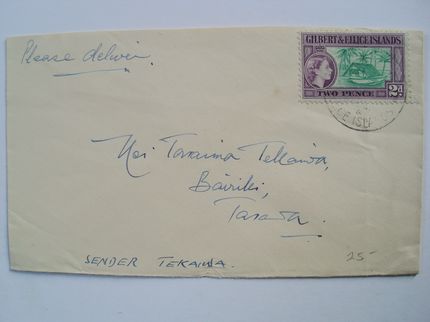 Please deliver.
GILBERT & ELLICE ISLANDS
TWO PENCE 2d
Nei Taraima Tekaiwa,
Bairiki,
Tarawa.
SENDER TEKAIWA.
25-